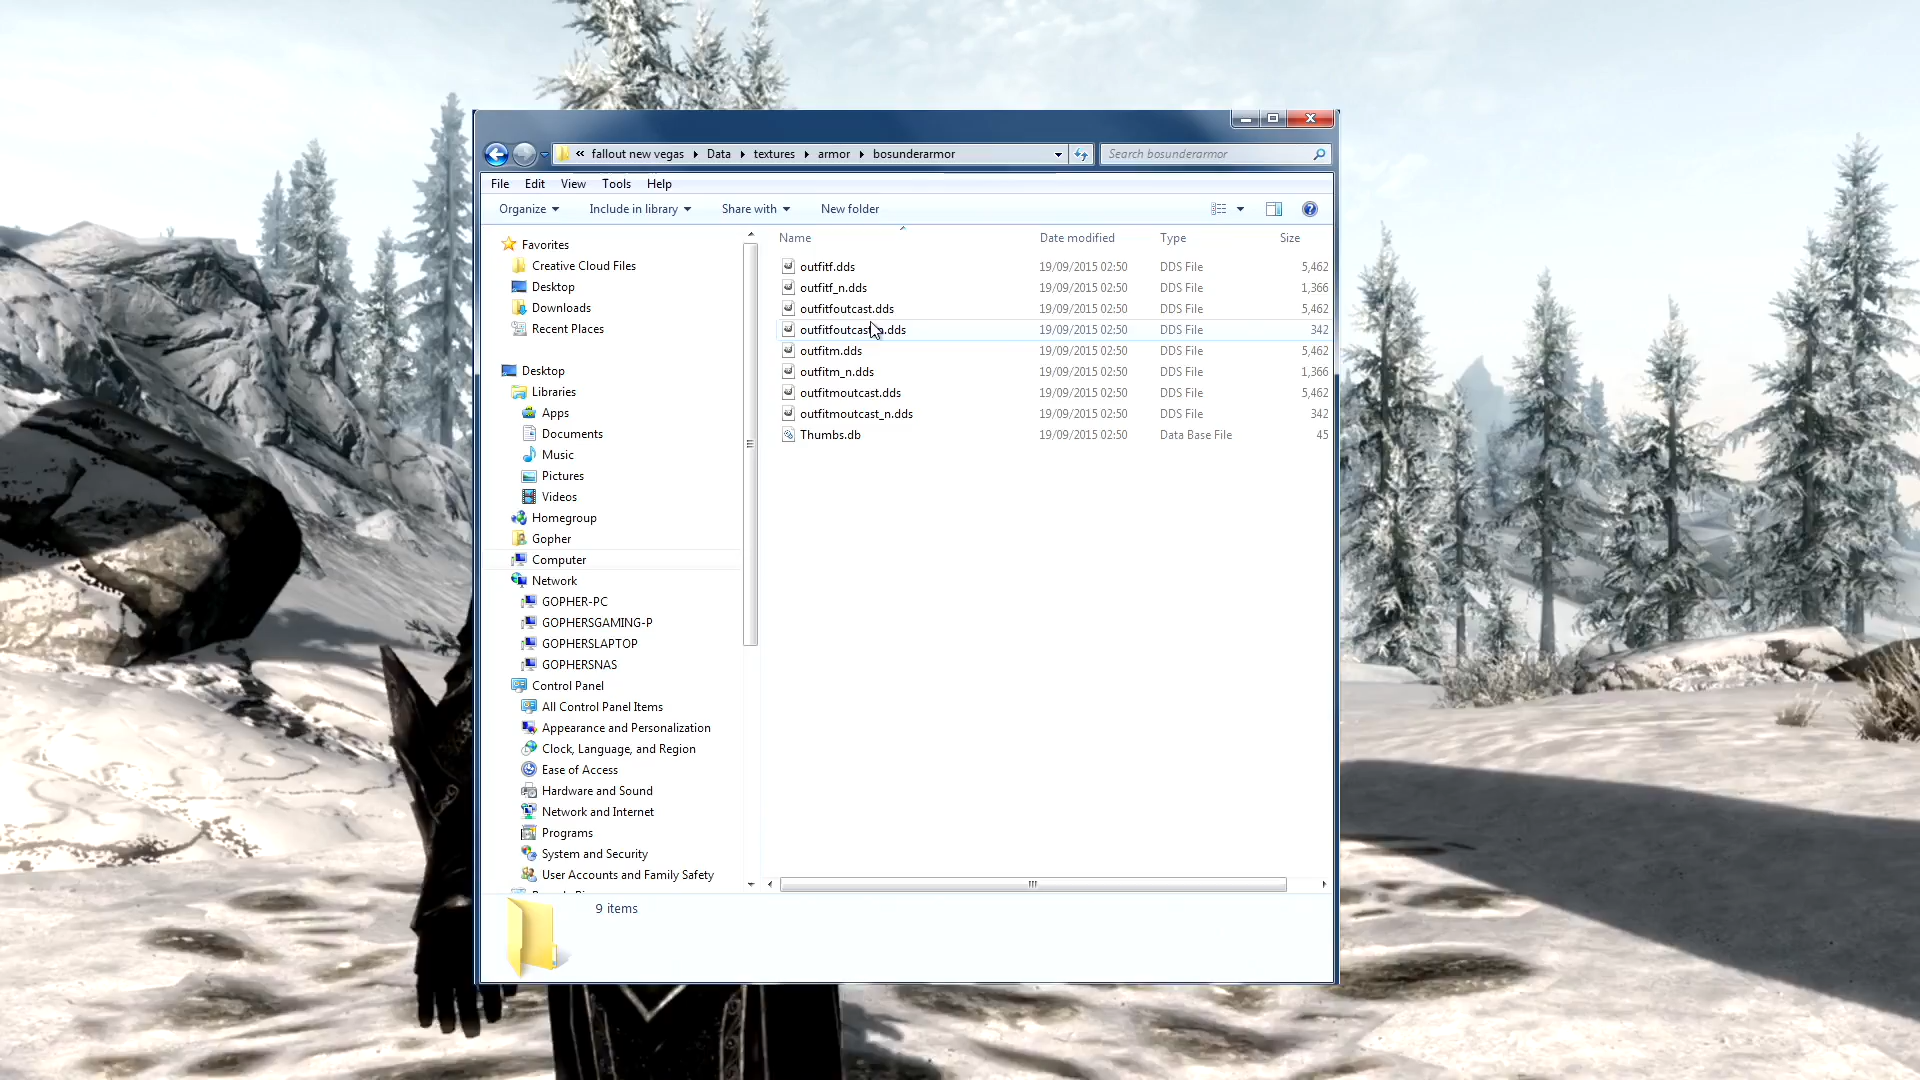 « fallout new vegas Data textures armor bosunderarmor Search bosunderarmor
File Edit View Tools Help
Organize Include in library Share with New folder
Favorites
Creative Cloud Files
Desktop
Downloads
Recent Places
Desktop
Libraries
Apps
Documents
Music
Pictures
Videos
Homegroup
Gopher
Computer
Network
GOPHER-PC
GOPHERSGAMING-P
GOPHERSLAPTOP
GOPHERSNAS
Control Panel
All Control Panel Items
Appearance and Personalization
Clock, Language, and Region
Ease of Access
Hardware and Sound
Network and Internet
Programs
System and Security
User Accounts and Family Safety
Name Date modified Type Size
outfitf.dds 19/09/2015 02:50 DDS File 5,462
outfitf_n.dds 19/09/2015 02:50 DDS File 1,366
outfitfoutcast.dds 19/09/2015 02:50 DDS File 5,462
outfitfoutcast_n.dds 19/09/2015 02:50 DDS File 342
outfitm.dds 19/09/2015 02:50 DDS File 5,462
outfitm_n.dds 19/09/2015 02:50 DDS File 1,366
outfitmoutcast.dds 19/09/2015 02:50 DDS File 5,462
outfitmoutcast_n.dds 19/09/2015 02:50 DDS File 342
Thumbs.db 19/09/2015 02:50 Data Base File 45
9 items